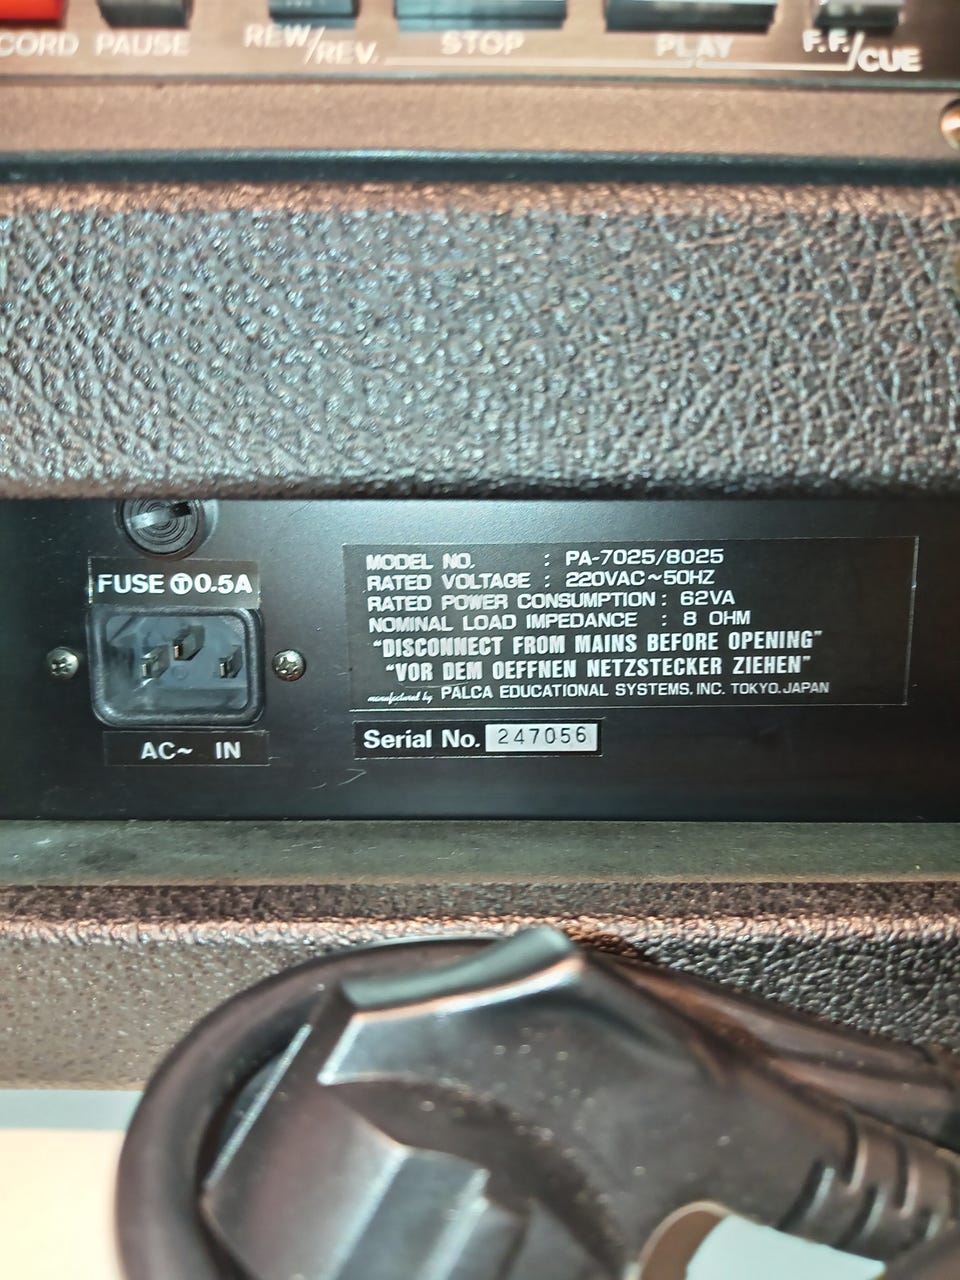 CORD PAUSE REW/REV. STOP PLAY F.F./CUE
FUSE Ⓣ0.5A
AC~ IN
MODEL NO. : PA-7025/8025
RATED VOLTAGE : 220VAC~50HZ
RATED POWER CONSUMPTION : 62VA
NOMINAL LOAD IMPEDANCE : 8 OHM
"DISCONNECT FROM MAINS BEFORE OPENING"
"VOR DEM OEFFNEN NETZSTECKER ZIEHEN"
manufactured by PALCA EDUCATIONAL SYSTEMS. INC. TOKYO. JAPAN
Serial No. 247056